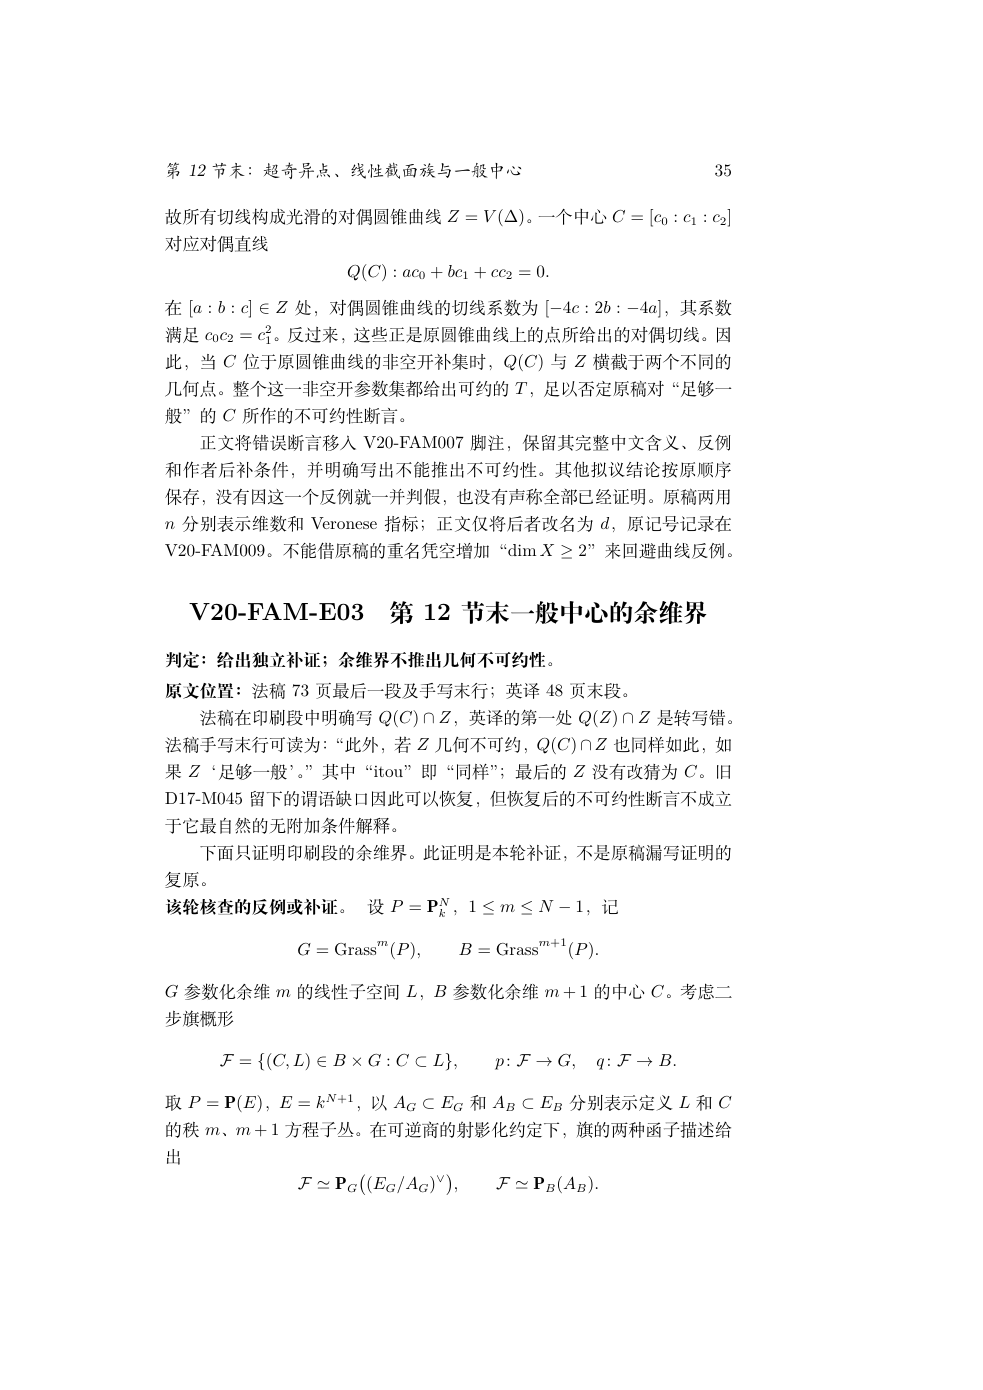 第 12 节末：超奇异点、线性截面族与一般中心 35
故所有切线构成光滑的对偶圆锥曲线 Z = V(Δ)。一个中心 C = [c₀ : c₁ : c₂]
对应对偶直线
Q(C) : ac₀ + bc₁ + cc₂ = 0.
在 [a : b : c] ∈ Z 处，对偶圆锥曲线的切线系数为 [−4c : 2b : −4a]，其系数
满足 c₀c₂ = c₁²。反过来，这些正是原圆锥曲线上的点所给出的对偶切线。因
此，当 C 位于原圆锥曲线的非空开补集时，Q(C) 与 Z 横截于两个不同的
几何点。整个这一非空开参数集都给出可约的 T，足以否定原稿对 “足够一
般” 的 C 所作的不可约性断言。
正文将错误断言移入 V20-FAM007 脚注，保留其完整中文含义、反例
和作者后补条件，并明确写出不能推出不可约性。其他拟议结论按原顺序
保存，没有因这一个反例就一并判假，也没有声称全部已经证明。原稿两用
n 分别表示维数和 Veronese 指标；正文仅将后者改名为 d，原记号记录在
V20-FAM009。不能借原稿的重名凭空增加 “dim X ≥ 2” 来回避曲线反例。
V20-FAM-E03 第 12 节末一般中心的余维界
判定：给出独立补证；余维界不推出几何不可约性。
原文位置：法稿 73 页最后一段及手写末行；英译 48 页末段。
法稿在印刷段中明确写 Q(C) ∩ Z，英译的第一处 Q(Z) ∩ Z 是转写错。
法稿手写末行可读为：“此外，若 Z 几何不可约，Q(C) ∩ Z 也同样如此，如
果 Z ‘足够一般’。” 其中 “itou” 即 “同样”；最后的 Z 没有改猜为 C。旧
D17-M045 留下的谓语缺口因此可以恢复，但恢复后的不可约性断言不成立
于它最自然的无附加条件解释。
下面只证明印刷段的余维界。此证明是本轮补证，不是原稿漏写证明的
复原。
该轮核查的反例或补证。 设 P = Pₖᴺ，1 ≤ m ≤ N − 1，记
G = Grassᵐ(P), B = Grassᵐ⁺¹(P).
G 参数化余维 m 的线性子空间 L，B 参数化余维 m + 1 的中心 C。考虑二
步旗概形
ℱ = {(C, L) ∈ B × G : C ⊂ L}, p: ℱ → G, q: ℱ → B.
取 P = P(E)，E = kᴺ⁺¹，以 A_G ⊂ E_G 和 A_B ⊂ E_B 分别表示定义 L 和 C
的秩 m、m + 1 方程子丛。在可逆商的射影化约定下，旗的两种函子描述给
出
ℱ ≃ P_G((E_G/A_G)^∨), ℱ ≃ P_B(A_B).